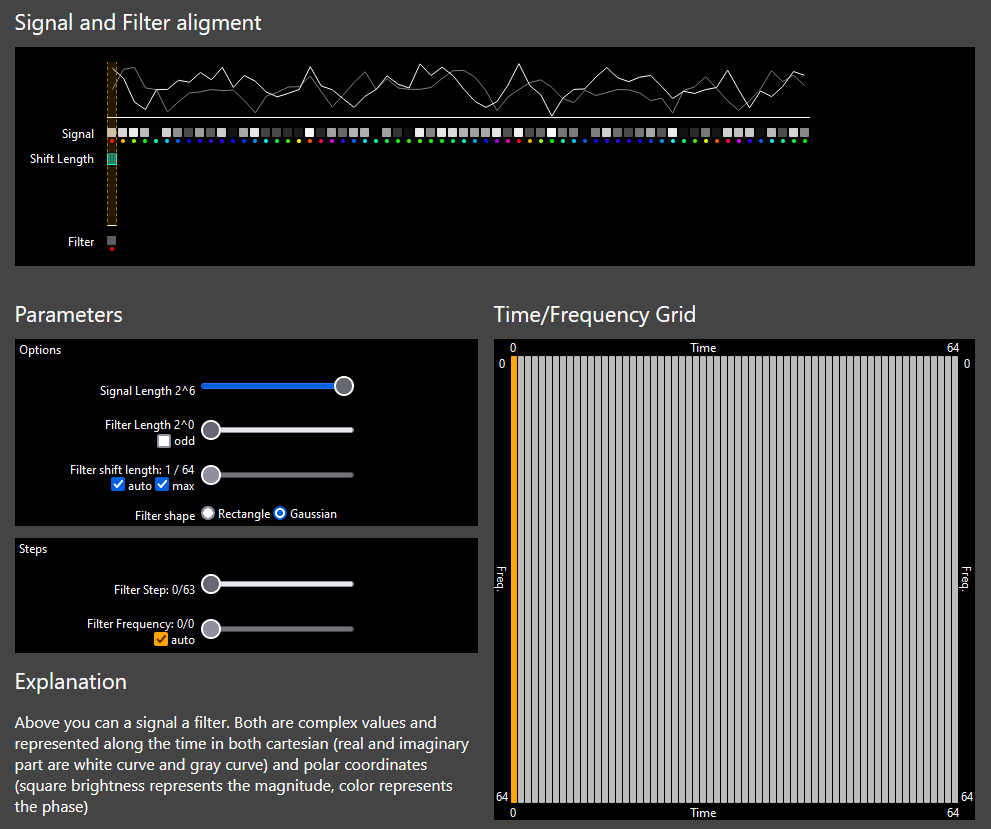 Signal and Filter aligment
Signal
Shift Length
Filter
Parameters
Options
Signal Length 2^6
Filter Length 2^0
odd
Filter shift length: 1 / 64
auto max
Filter shape Rectangle Gaussian
Steps
Filter Step: 0/63
Filter Frequency: 0/0
auto
Explanation
Above you can a signal a filter. Both are complex values and
represented along the time in both cartesian (real and imaginary
part are white curve and gray curve) and polar coordinates
(square brightness represents the magnitude, color represents
the phase)
Time/Frequency Grid
0 Time 64
0 0
Freq. Freq.
64 64
0 Time 64